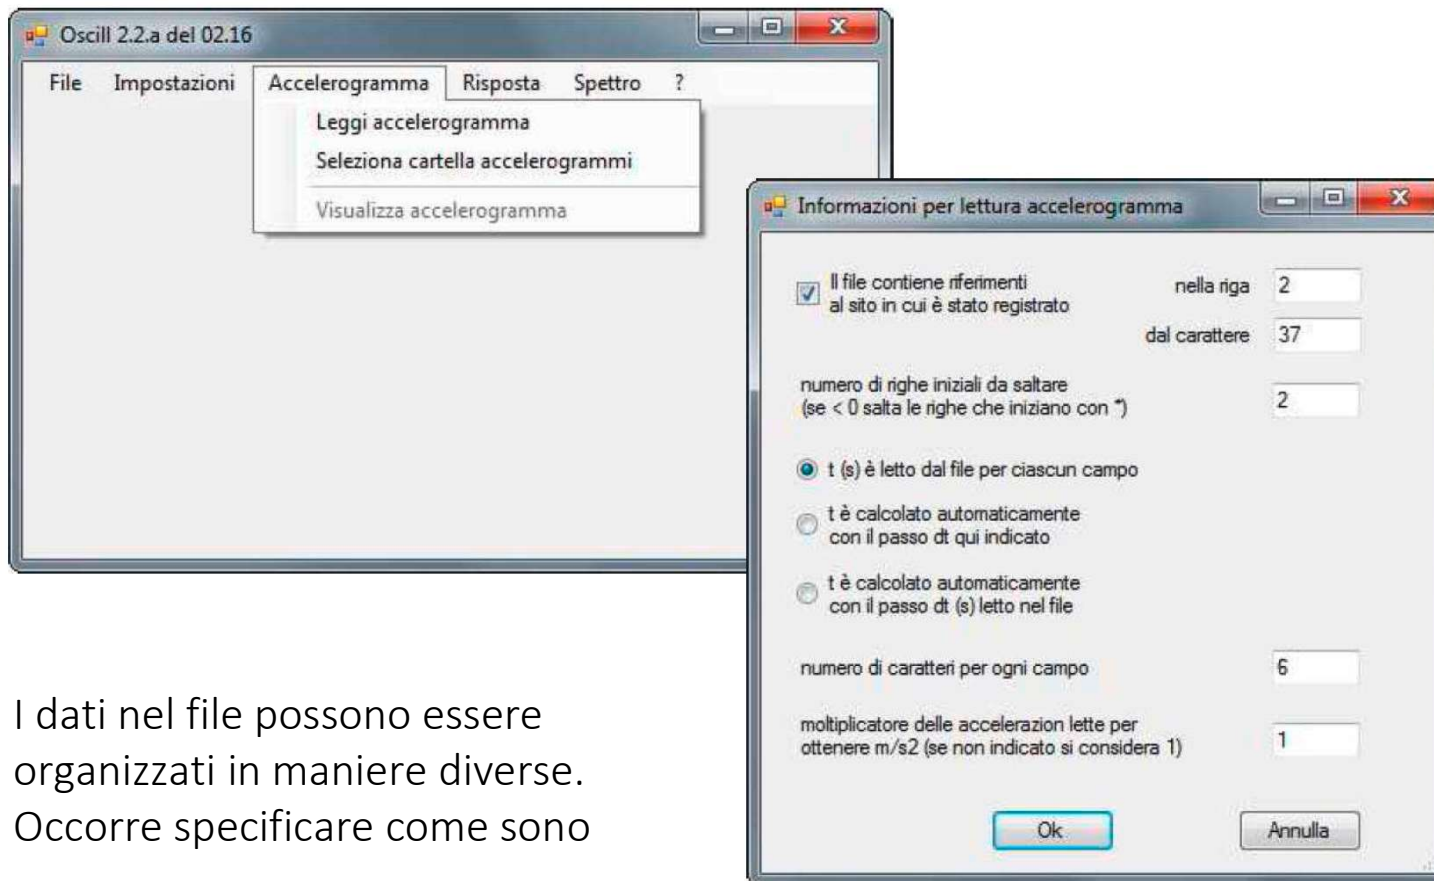 Oscill 2.2.a del 02.16
File Impostazioni Accelerogramma Risposta Spettro ?
Leggi accelerogramma
Seleziona cartella accelerogrammi
Visualizza accelerogramma
Informazioni per lettura accelerogramma
Il file contiene riferimenti
al sito in cui è stato registrato
nella riga 2
dal carattere 37
numero di righe iniziali da saltare
(se < 0 salta le righe che iniziano con *)
2
t (s) è letto dal file per ciascun campo
t è calcolato automaticamente
con il passo dt qui indicato
t è calcolato automaticamente
con il passo dt (s) letto nel file
numero di caratteri per ogni campo 6
moltiplicatore delle accelerazion lette per
ottenere m/s2 (se non indicato si considera 1)
1
Ok Annulla
I dati nel file possono essere
organizzati in maniere diverse.
Occorre specificare come sono